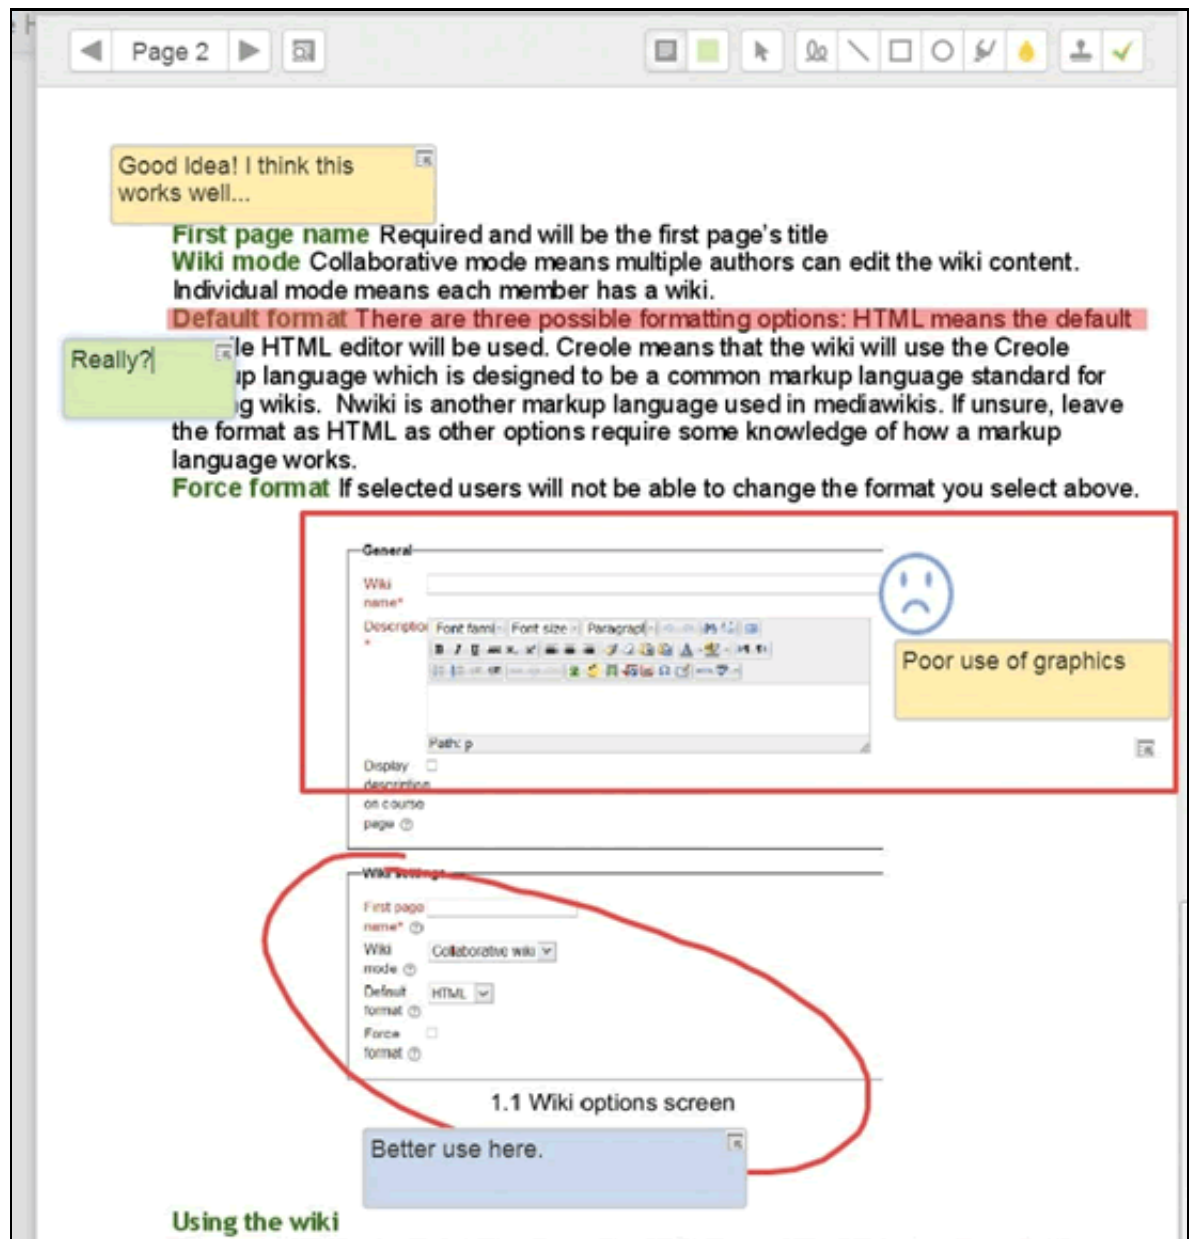 Page 2
Good Idea! I think this
works well...
First page name Required and will be the first page's title
Wiki mode Collaborative mode means multiple authors can edit the wiki content.
Individual mode means each member has a wiki.
Default format There are three possible formatting options: HTML means the default
Really?
le HTML editor will be used. Creole means that the wiki will use the Creole
up language which is designed to be a common markup language standard for
g wikis. Nwiki is another markup language used in mediawikis. If unsure, leave
the format as HTML as other options require some knowledge of how a markup
language works.
Force format If selected users will not be able to change the format you select above.
General
Wiki
name*
Description
*
Font famil Font size Paragraph
Path: p
Poor use of graphics
Display
description
on course
page
Wiki settings
First page
name*
Wiki
mode
Collaborative wiki
Default
format
HTML
Force
format
1.1 Wiki options screen
Better use here.
Using the wiki